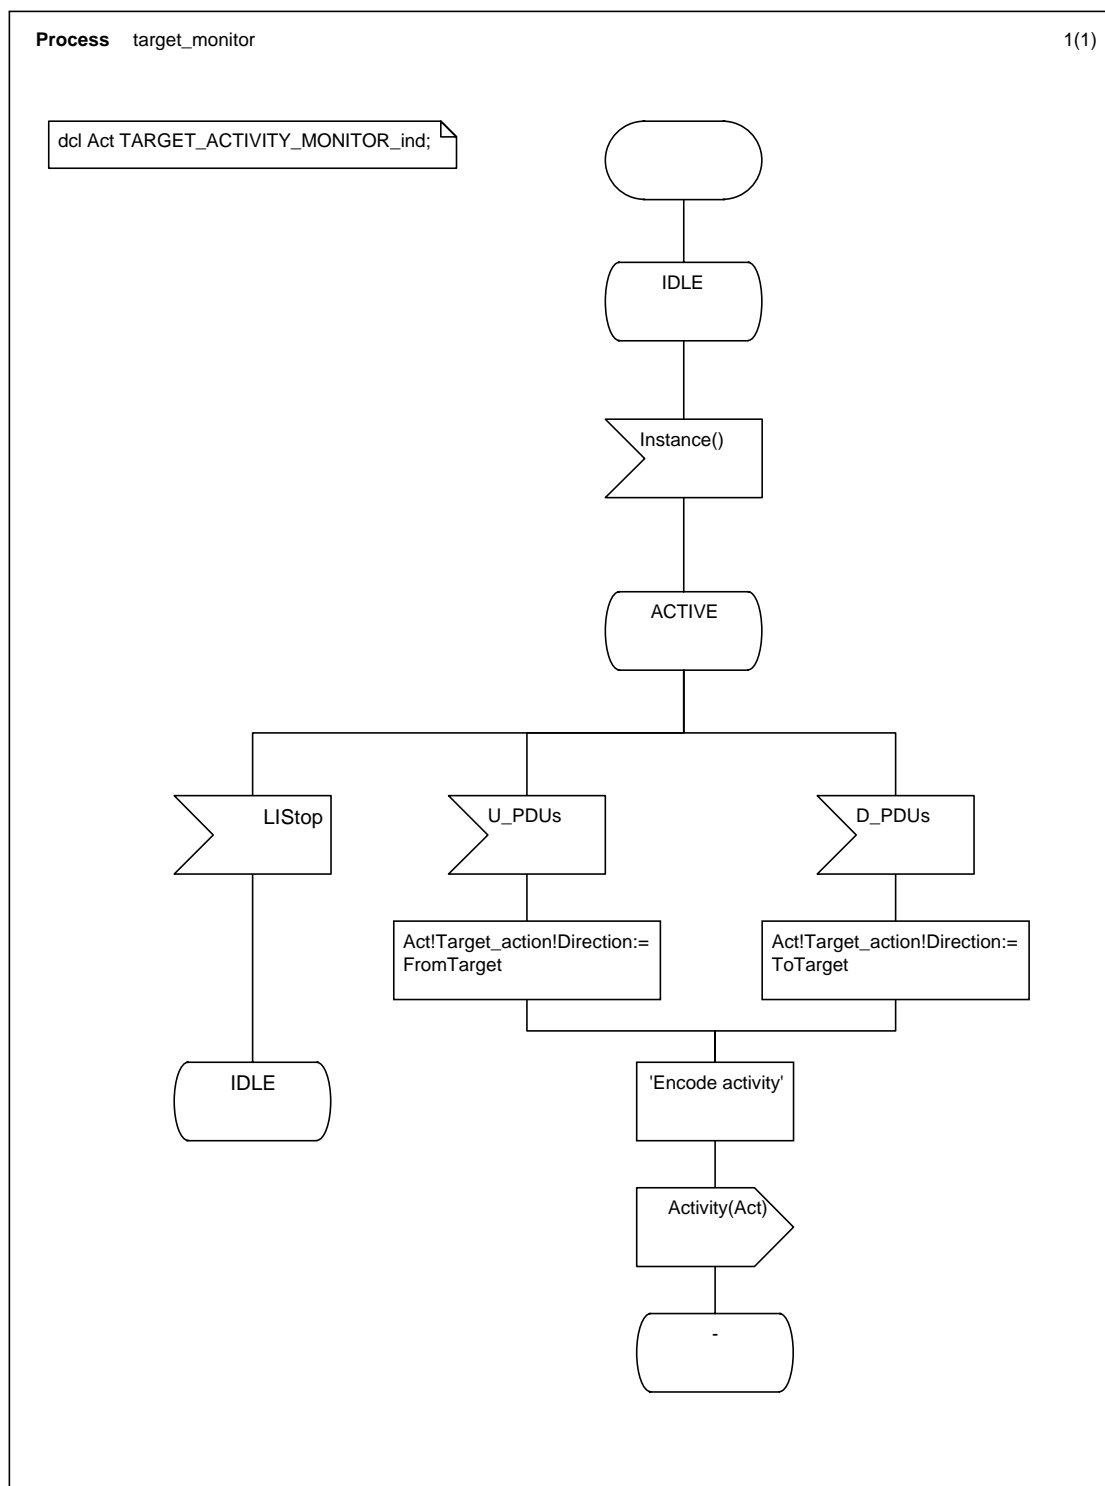 Process target_monitor 1(1)
dcl Act TARGET_ACTIVITY_MONITOR_ind;
IDLE
Instance()
ACTIVE
LIStop
U_PDUs
D_PDUs
Act!Target_action!Direction:=
FromTarget
Act!Target_action!Direction:=
ToTarget
IDLE
'Encode activity'
Activity(Act)
-